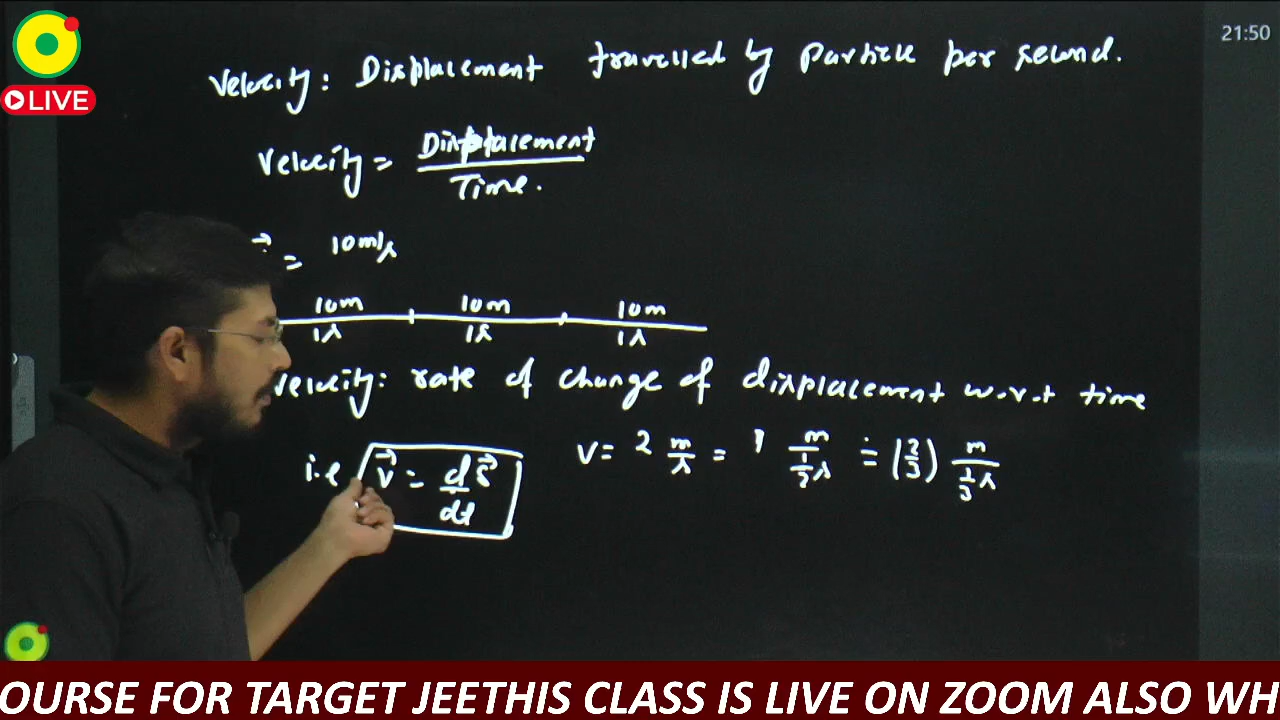 21:50
LIVE
Velocity: Displacement travelled by Particle per second.
Velocity = Displacement / Time.
= 10m/s
10m 10m 10m
1s 1s 1s
Velocity: rate of change of displacement w.r.t time
i.e v⃗ = ds⃗/dt
v = 2 m/s = 1 m/(1/2 s) = (2/3) m/(1/3 s)
OURSE FOR TARGET JEETHIS CLASS IS LIVE ON ZOOM ALSO WH